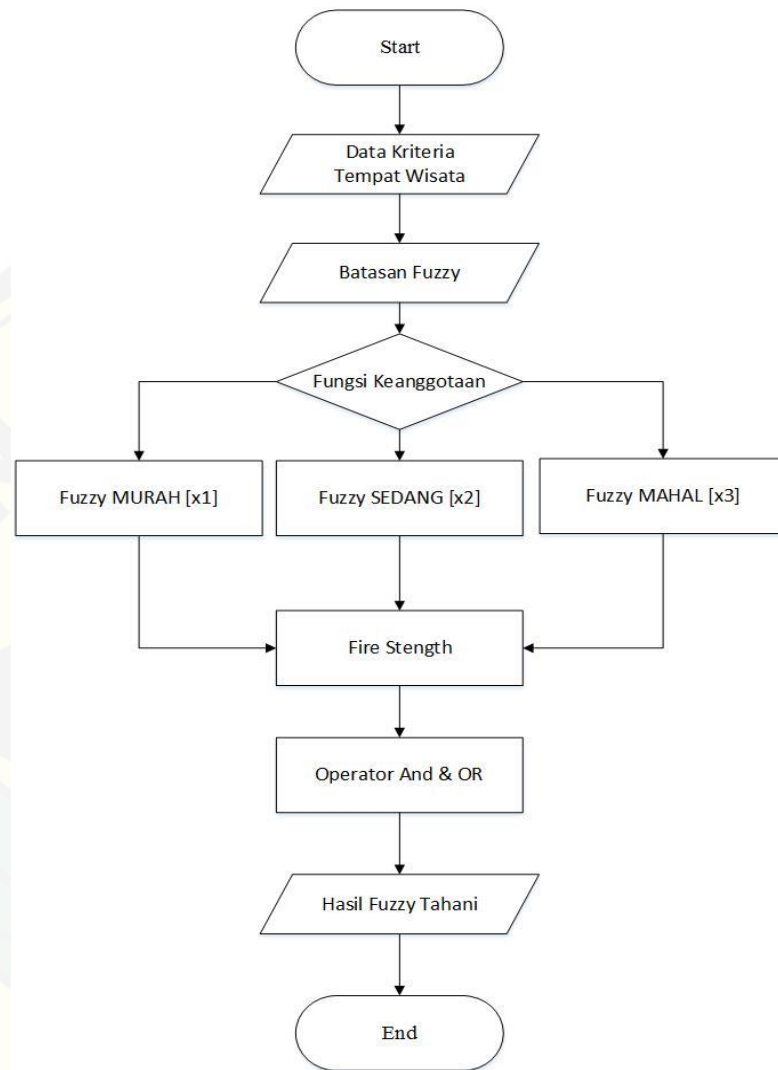 Start
Data Kriteria
Tempat Wisata
Batasan Fuzzy
Fungsi Keanggotaan
Fuzzy MURAH [x1]
Fuzzy SEDANG [x2]
Fuzzy MAHAL [x3]
Fire Stength
Operator And & OR
Hasil Fuzzy Tahani
End